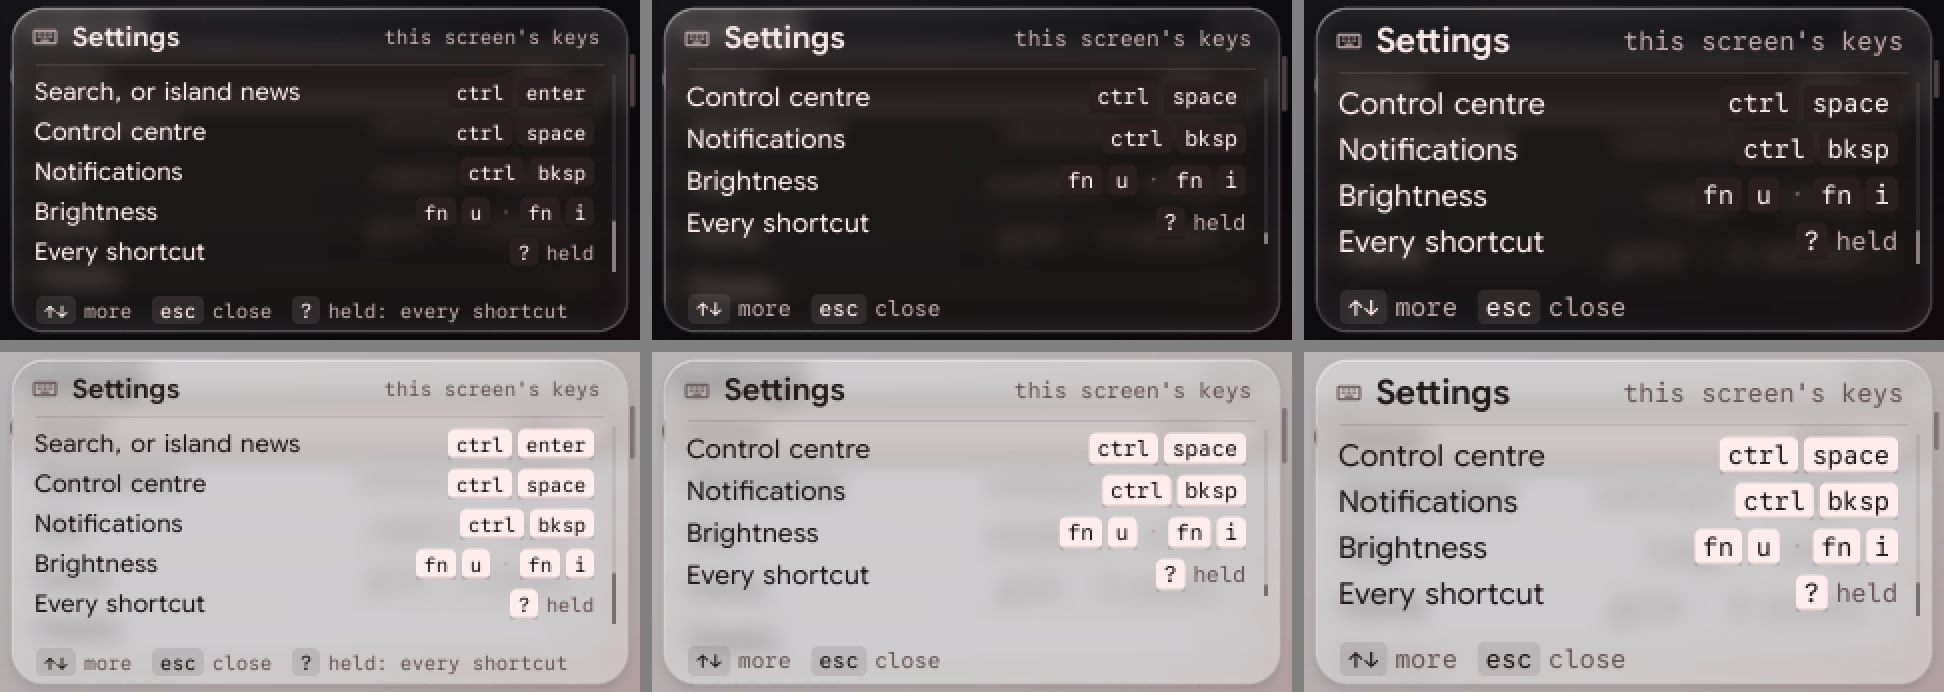 Settings this screen's keys
Search, or island news ctrl enter
Control centre ctrl space
Notifications ctrl bksp
Brightness fn u · fn i
Every shortcut ? held
↑↓ more esc close ? held: every shortcut
Settings this screen's keys
Control centre ctrl space
Notifications ctrl bksp
Brightness fn u · fn i
Every shortcut ? held
↑↓ more esc close
Settings this screen's keys
Control centre ctrl space
Notifications ctrl bksp
Brightness fn u · fn i
Every shortcut ? held
↑↓ more esc close
Settings this screen's keys
Search, or island news ctrl enter
Control centre ctrl space
Notifications ctrl bksp
Brightness fn u · fn i
Every shortcut ? held
↑↓ more esc close ? held: every shortcut
Settings this screen's keys
Control centre ctrl space
Notifications ctrl bksp
Brightness fn u · fn i
Every shortcut ? held
↑↓ more esc close
Settings this screen's keys
Control centre ctrl space
Notifications ctrl bksp
Brightness fn u · fn i
Every shortcut ? held
↑↓ more esc close